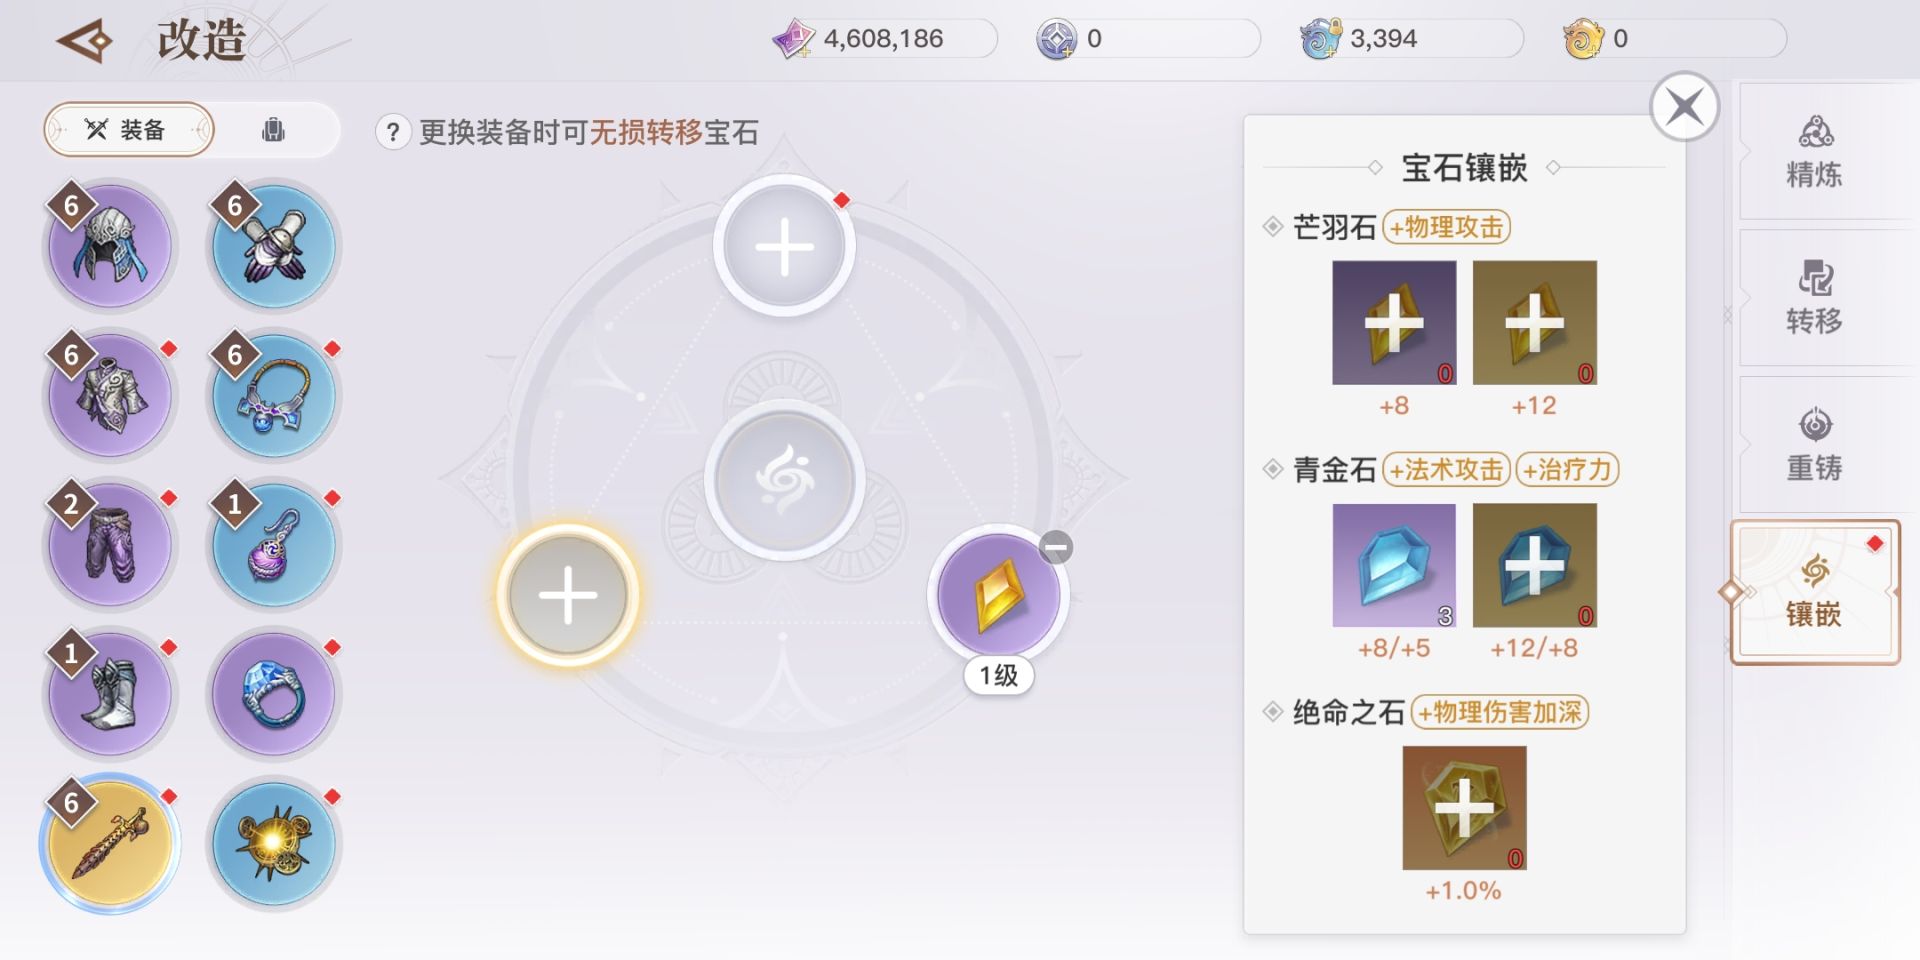 改造
4,608,186
0
3,394
0
装备
? 更换装备时可无损转移宝石
6
6
6
6
2
1
1
6
1级
宝石镶嵌
芒羽石 +物理攻击
0
0
+8
+12
青金石 +法术攻击 +治疗力
3
0
+8/+5
+12/+8
绝命之石 +物理伤害加深
0
+1.0%
精炼
转移
重铸
镶嵌